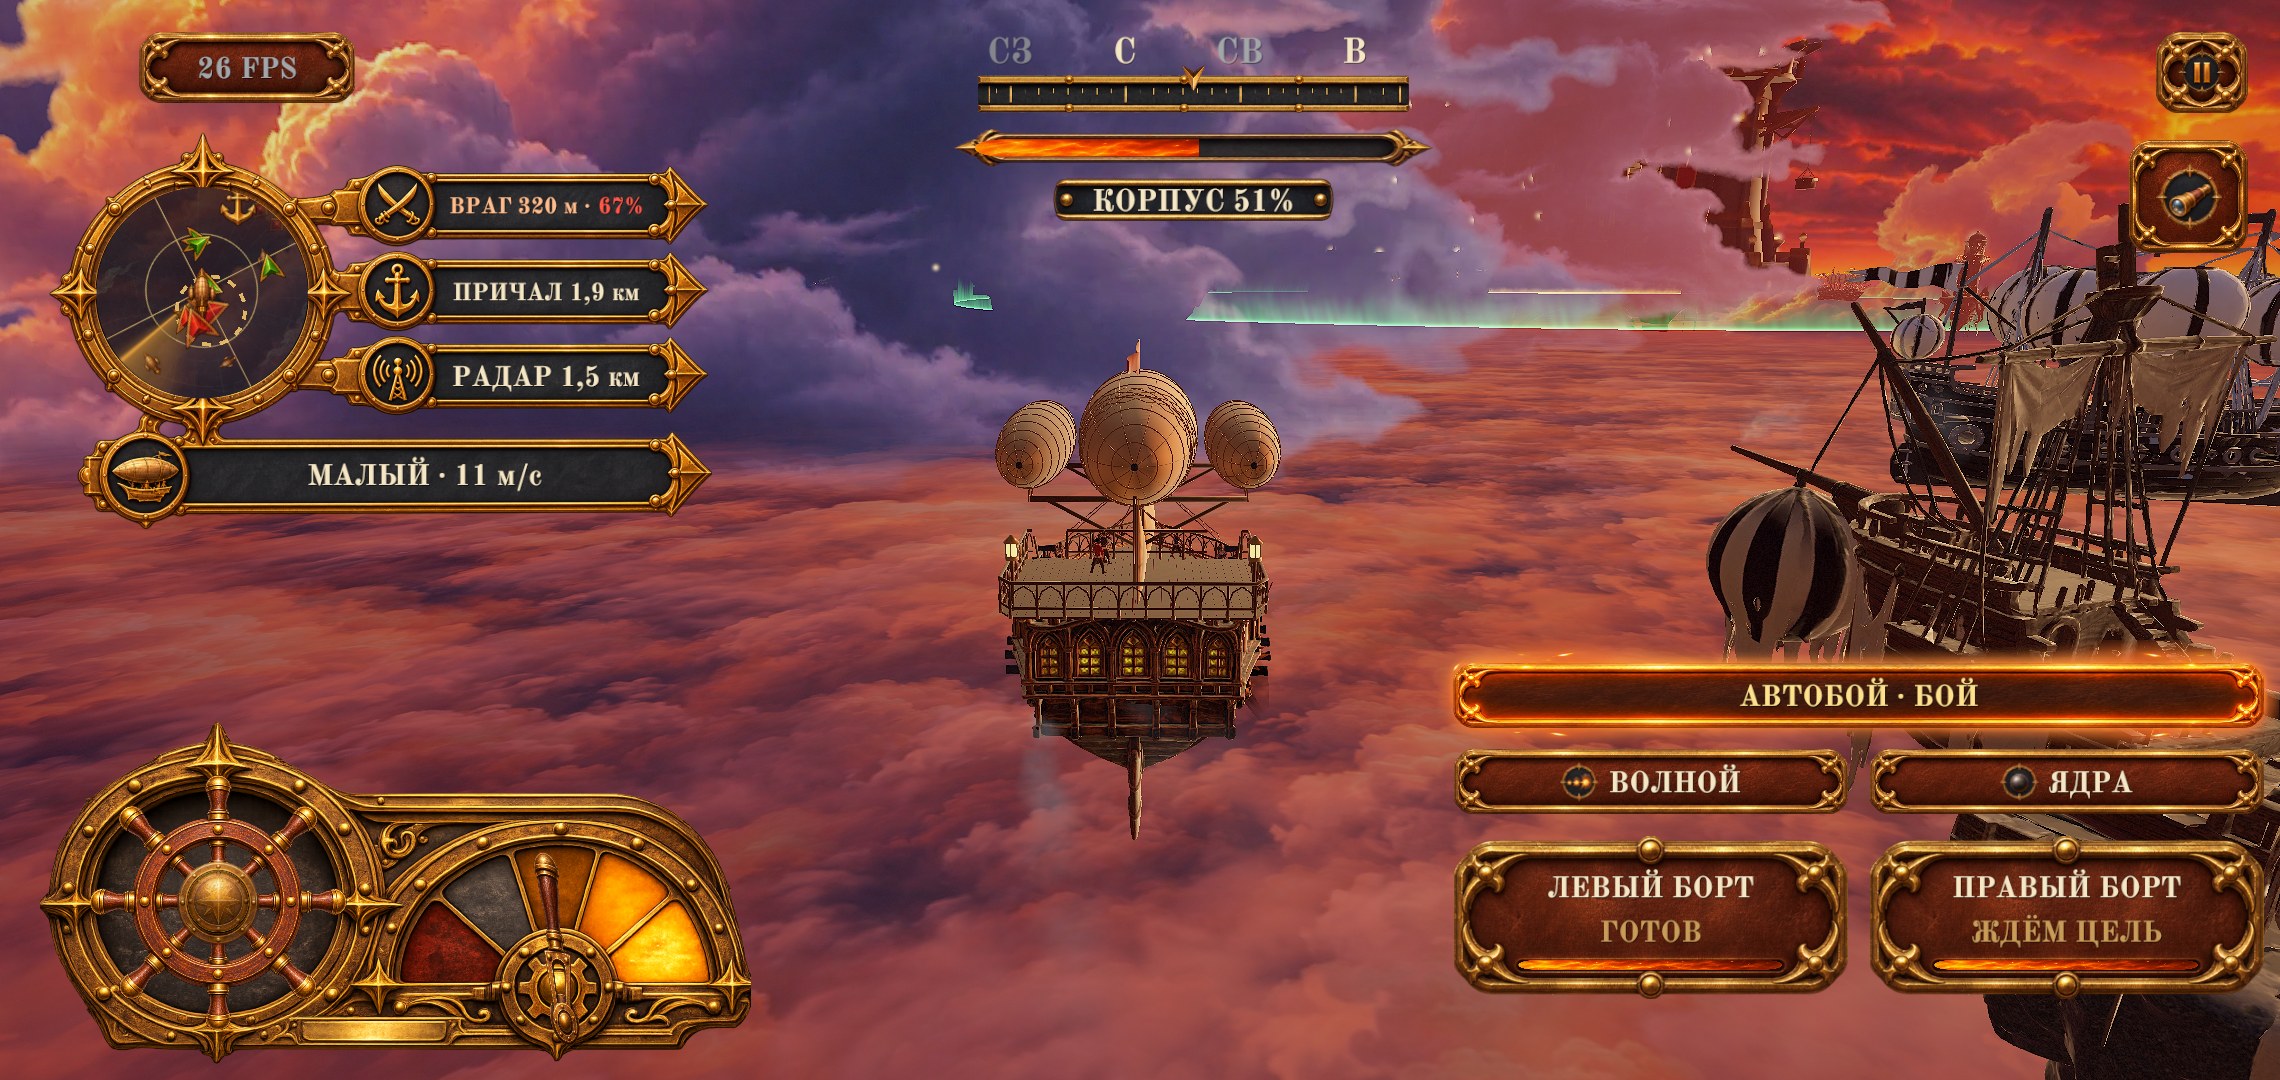 26 FPS
СЗ С СВ В
КОРПУС 51%
ВРАГ 320 м · 67%
ПРИЧАЛ 1,9 км
РАДАР 1,5 км
МАЛЫЙ · 11 м/с
АВТОБОЙ · БОЙ
ВОЛНОЙ
ЯДРА
ЛЕВЫЙ БОРТ
ГОТОВ
ПРАВЫЙ БОРТ
ЖДЁМ ЦЕЛЬ